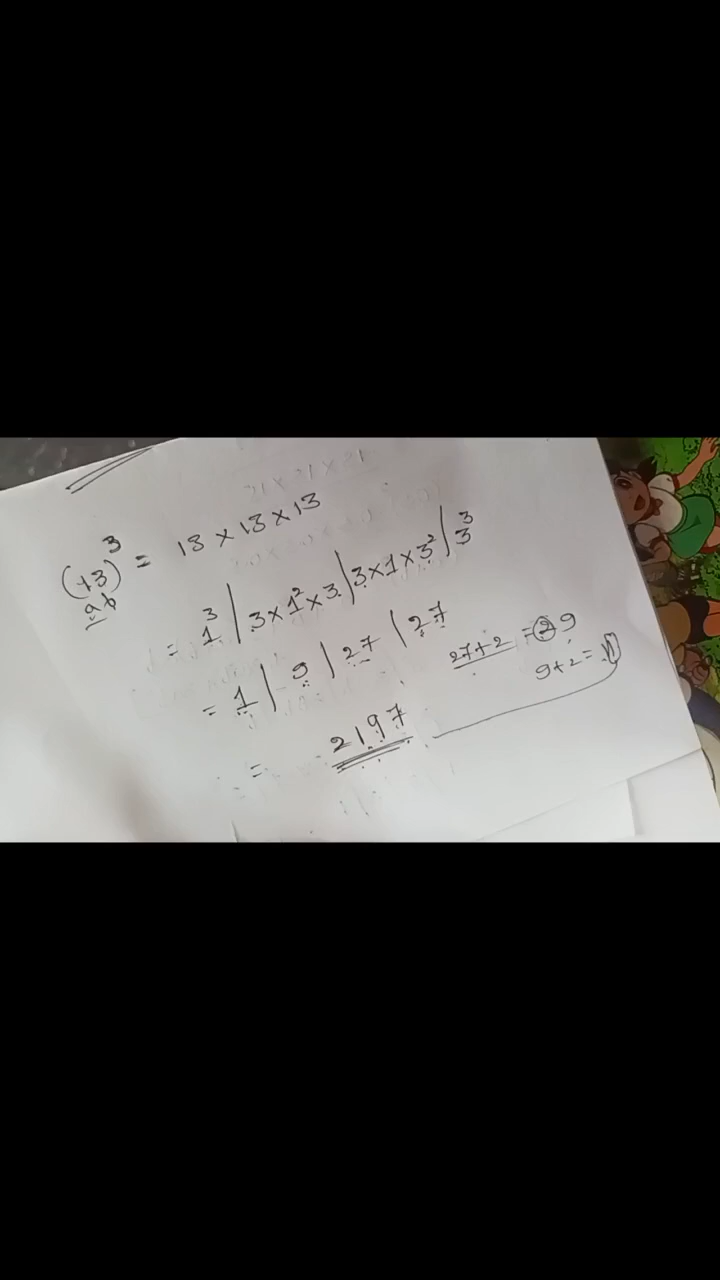 (13)³ = 13 × 13 × 13
a b
= 1³ | 3×1²×3 | 3×1×3² | 3³
= 1 | 9 | 27 | 27
27+2 = 29
9+2 = 11
= 2197